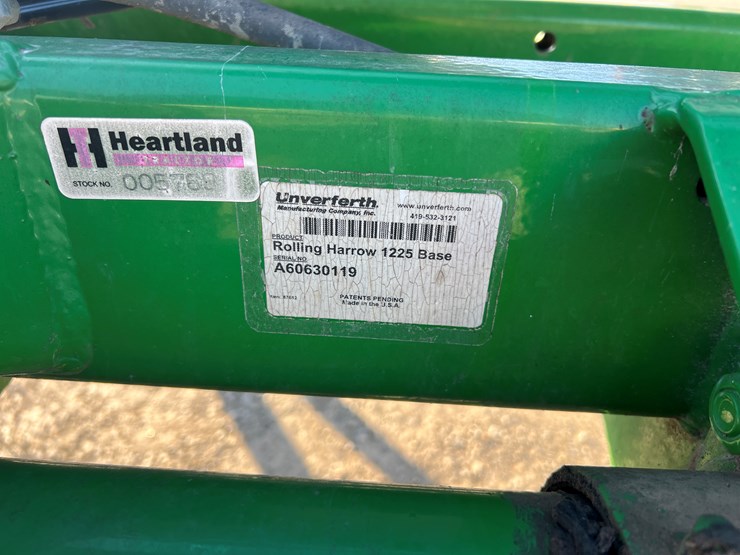 Heartland
STOCK NO.
Unverferth
Manufacturing Company, Inc.
www.unverferth.com
419-532-3121
PRODUCT
Rolling Harrow 1225 Base
SERIAL NO
A60630119
PATENTS PENDING
Made in the U.S.A.